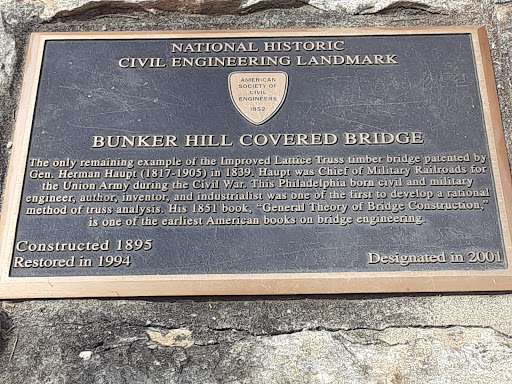 NATIONAL HISTORIC
CIVIL ENGINEERING LANDMARK
AMERICAN
SOCIETY OF
CIVIL
ENGINEERS
1852
BUNKER HILL COVERED BRIDGE
The only remaining example of the Improved Lattice Truss timber bridge patented by
Gen. Herman Haupt (1817-1905) in 1839. Haupt was Chief of Military Railroads for
the Union Army during the Civil War. This Philadelphia born civil and military
engineer, author, inventor, and industrialist was one of the first to develop a rational
method of truss analysis. His 1851 book, "General Theory of Bridge Construction,"
is one of the earliest American books on bridge engineering.
Constructed 1895
Restored in 1994
Designated in 2001